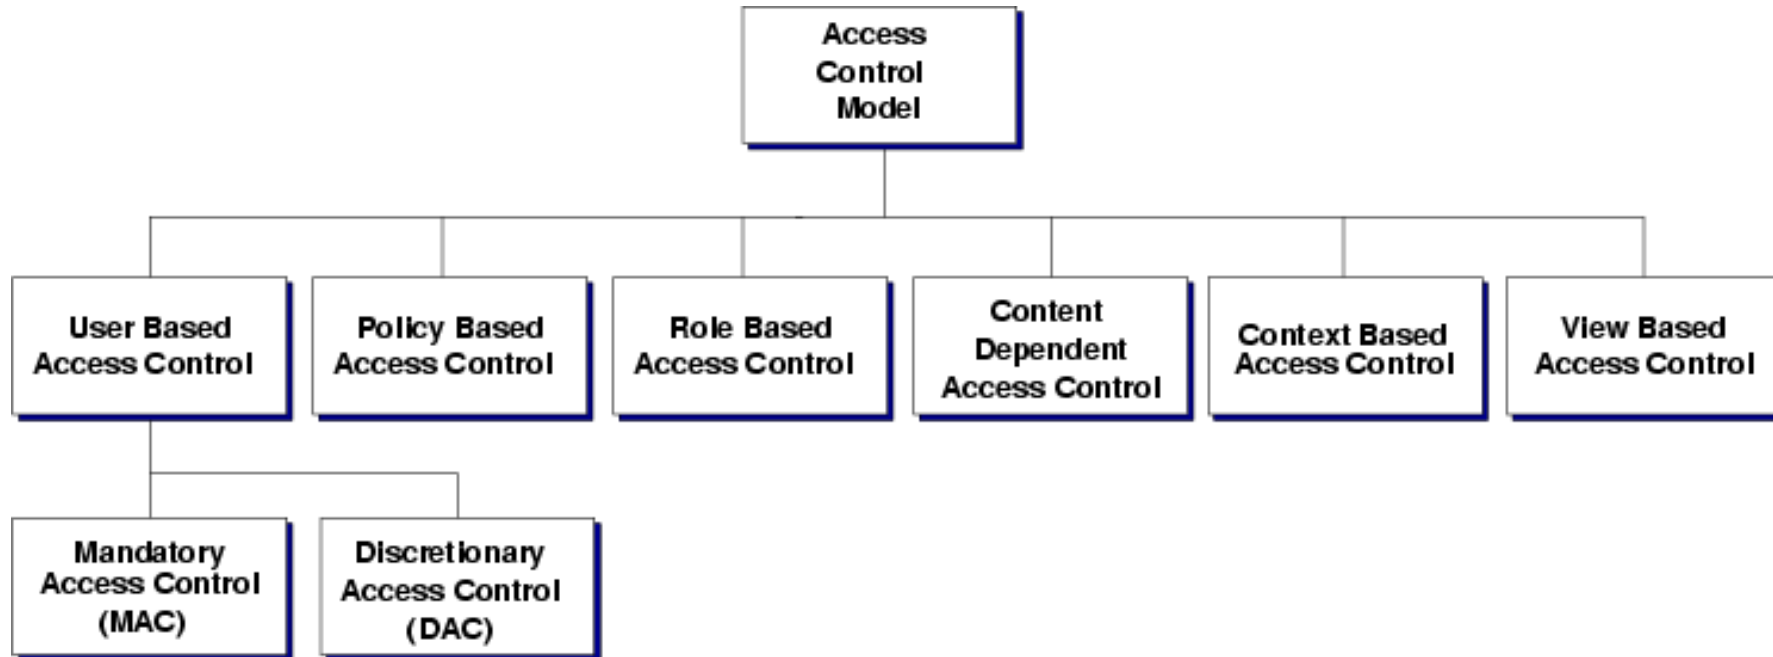 Access
Control
Model
User Based
Access Control
Policy Based
Access Control
Role Based
Access Control
Content
Dependent
Access Control
Context Based
Access Control
View Based
Access Control
Mandatory
Access Control
(MAC)
Discretionary
Access Control
(DAC)